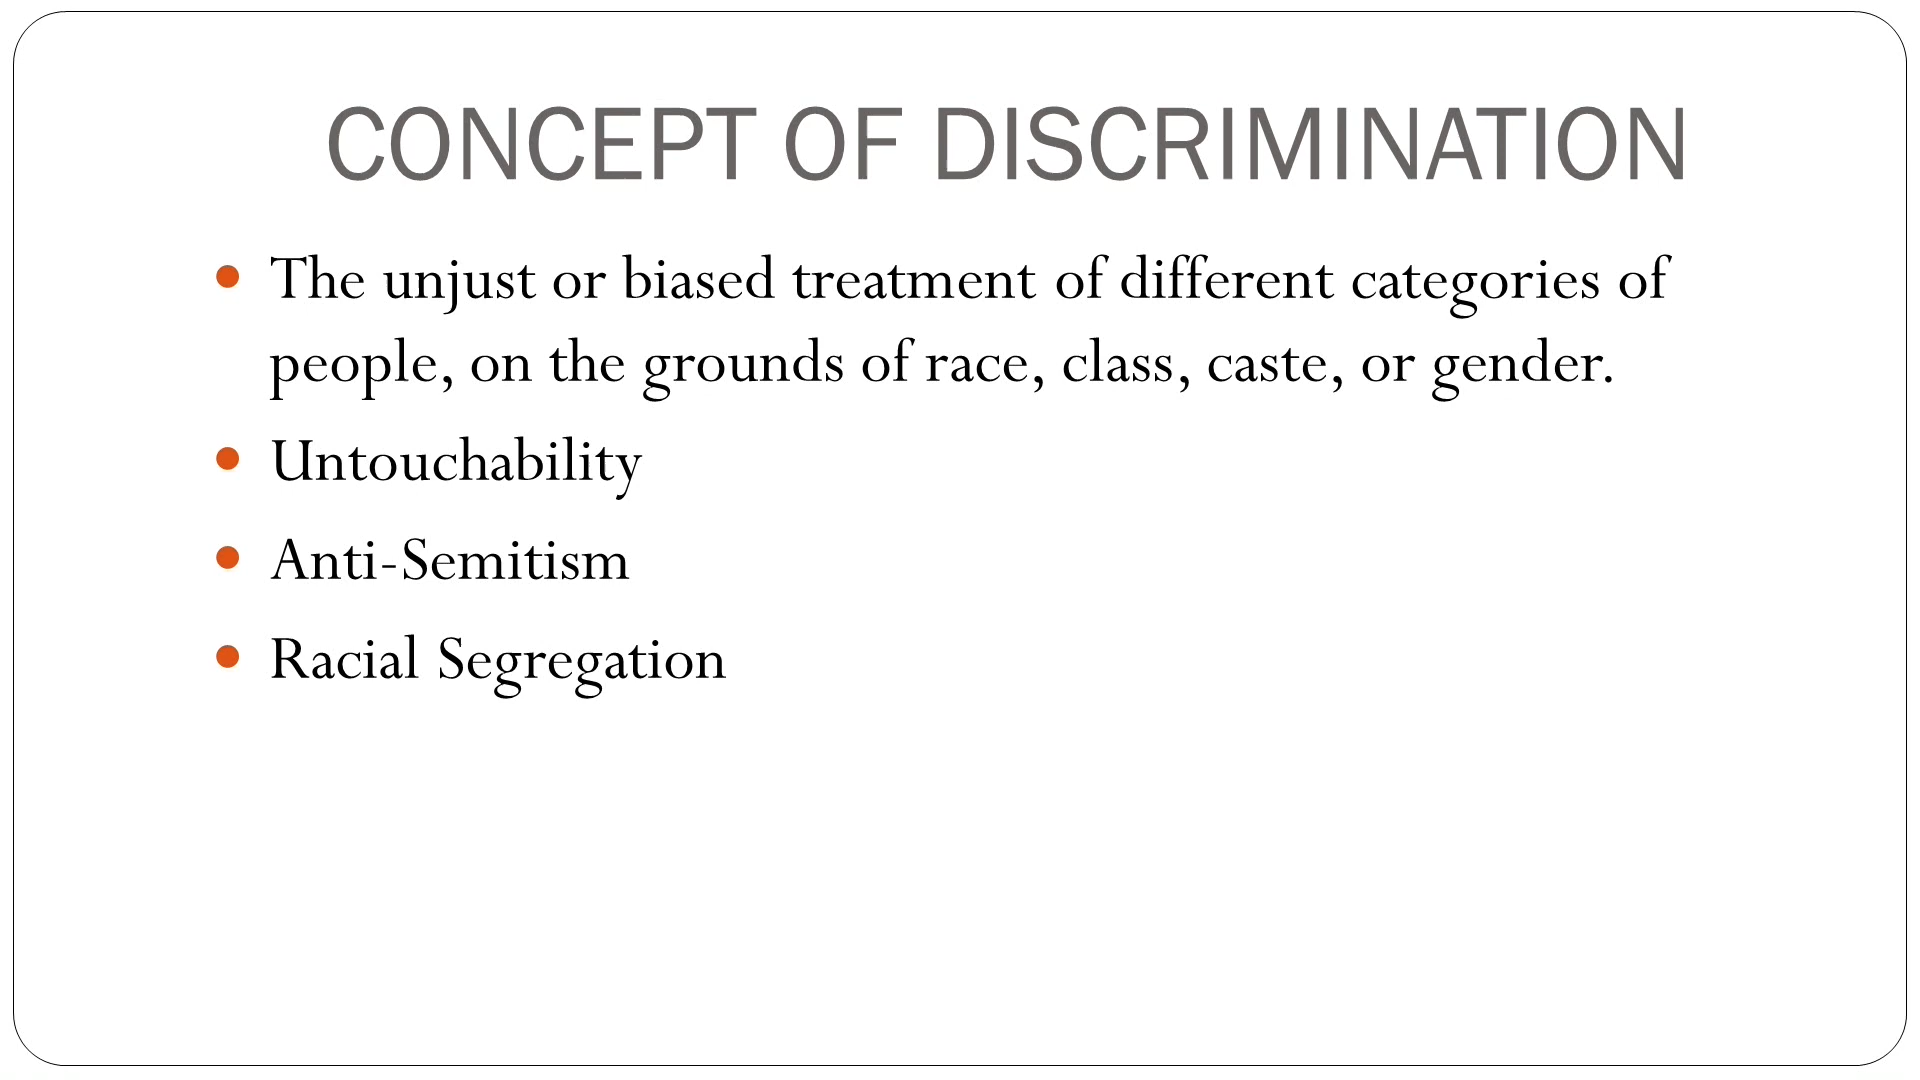 CONCEPT OF DISCRIMINATION
The unjust or biased treatment of different categories of
people, on the grounds of race, class, caste, or gender.
Untouchability
Anti-Semitism
Racial Segregation